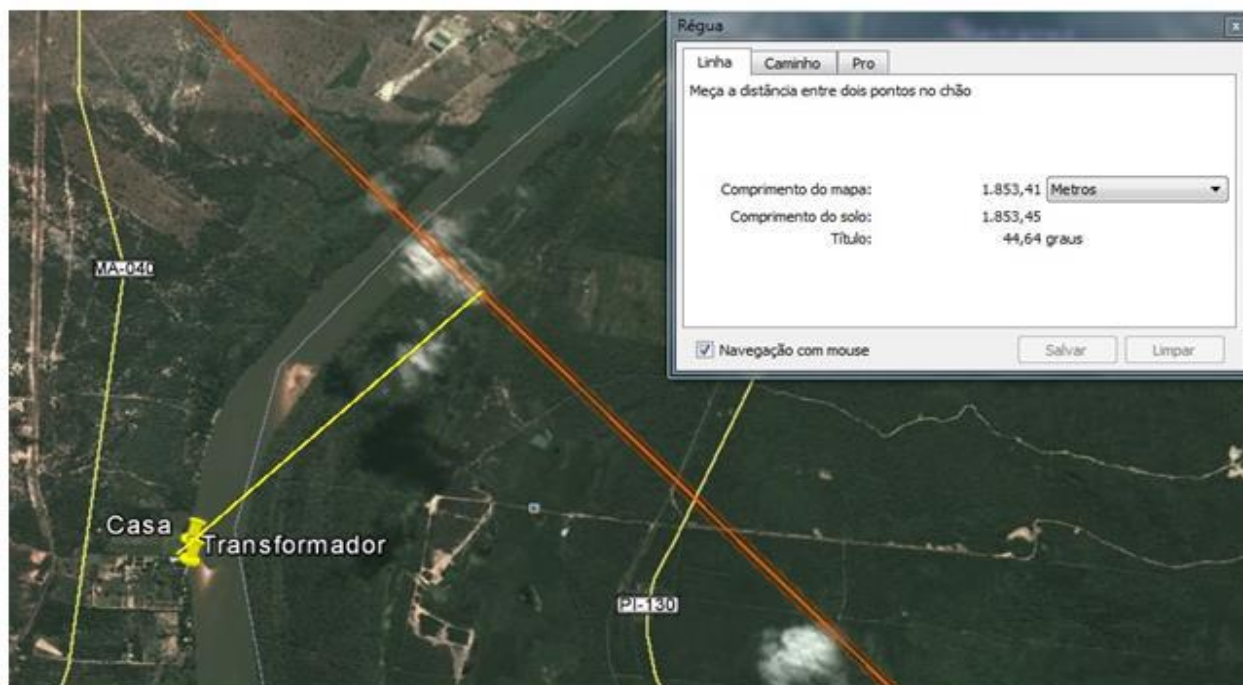 Régua
x
Linha Caminho Pro
Meça a distância entre dois pontos no chão
Comprimento do mapa: 1.853,41 Metros
Comprimento do solo: 1.853,45
Título: 44,64 graus
Navegação com mouse Salvar Limpar
MA-040
Casa
Transformador
PI-130